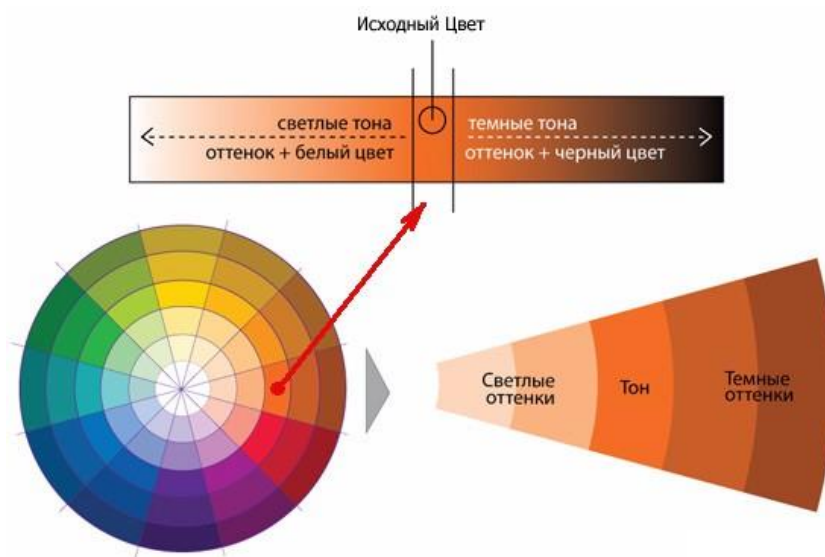 Исходный Цвет
светлые тона
оттенок + белый цвет
темные тона
оттенок + черный цвет
Светлые
оттенки
Тон
Темные
оттенки